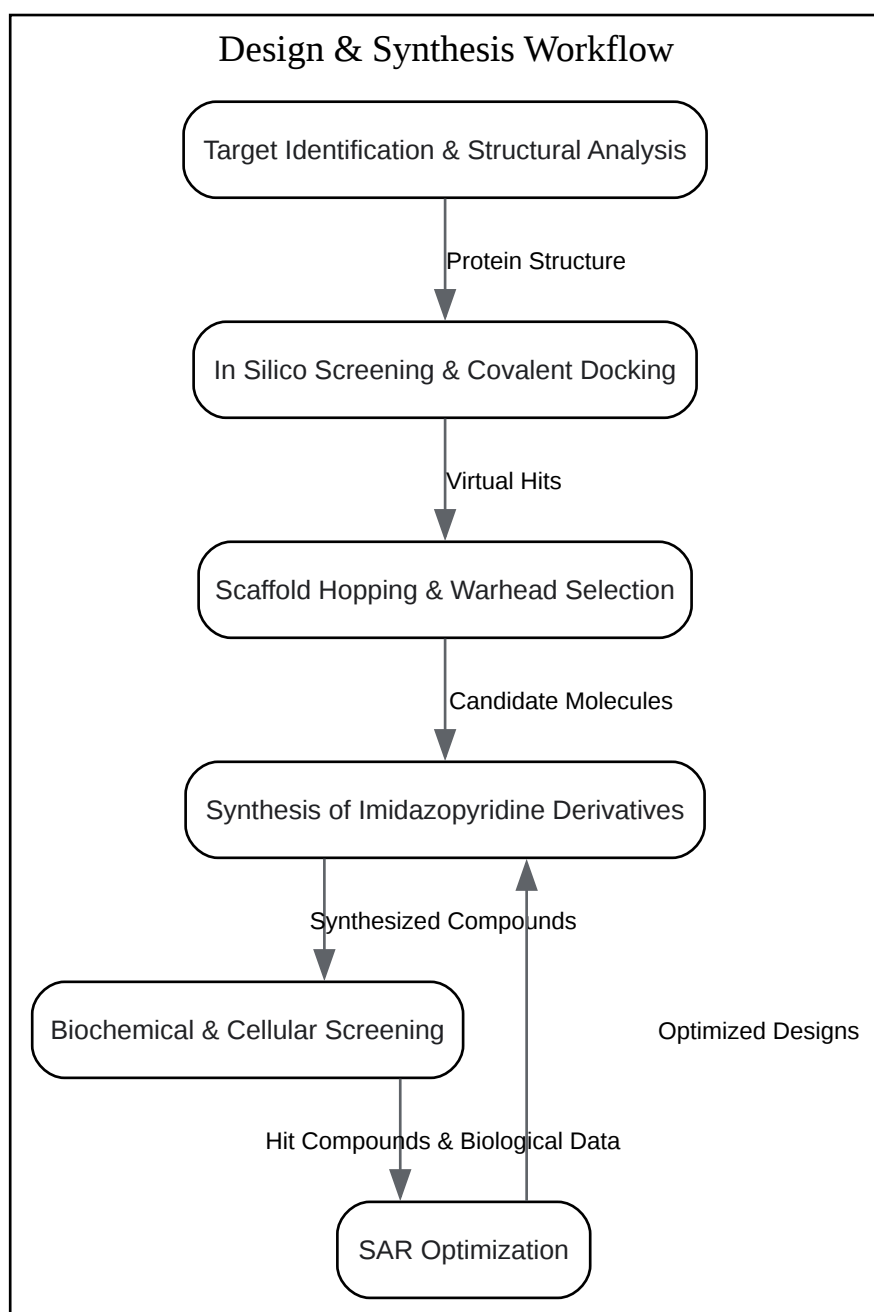 Design & Synthesis Workflow
Target Identification & Structural Analysis
Protein Structure
In Silico Screening & Covalent Docking
Virtual Hits
Scaffold Hopping & Warhead Selection
Candidate Molecules
Synthesis of Imidazopyridine Derivatives
Synthesized Compounds
Biochemical & Cellular Screening
Optimized Designs
Hit Compounds & Biological Data
SAR Optimization